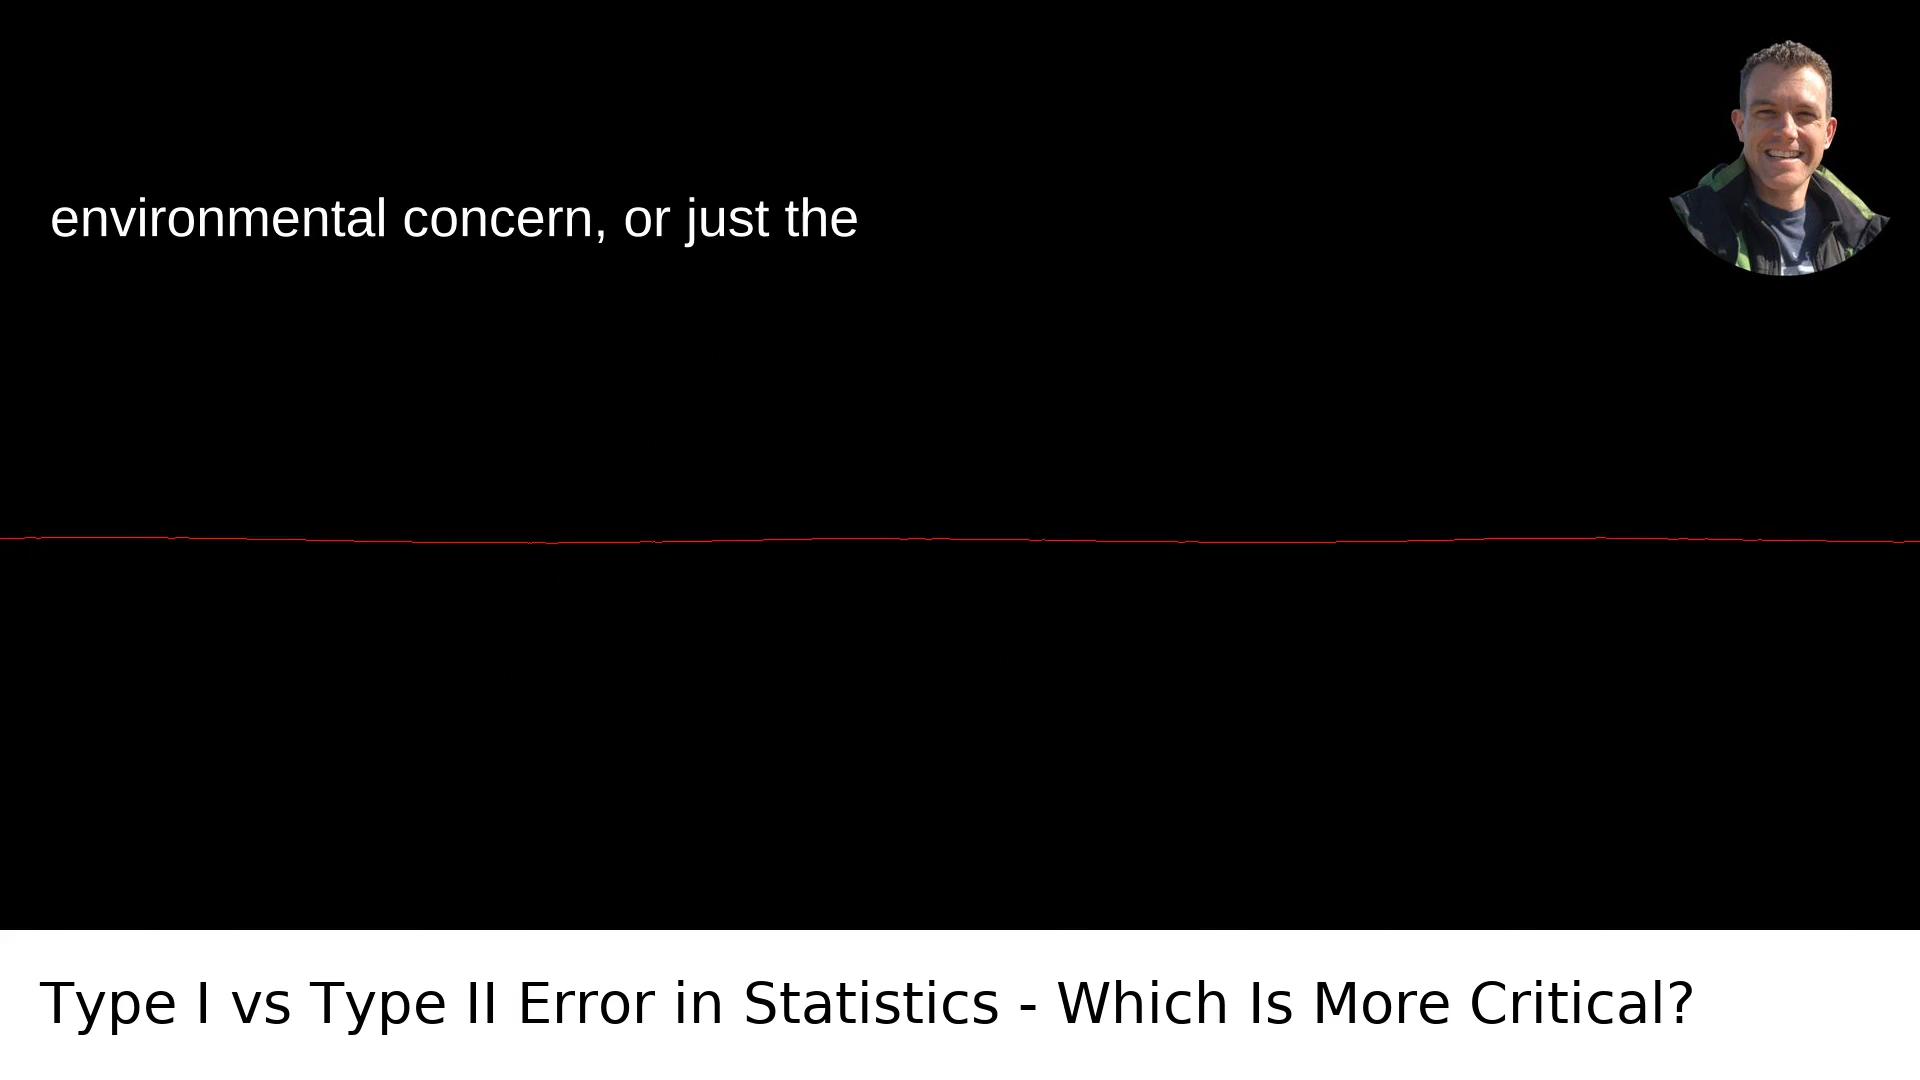 environmental concern, or just the
Type I vs Type II Error in Statistics - Which Is More Critical?